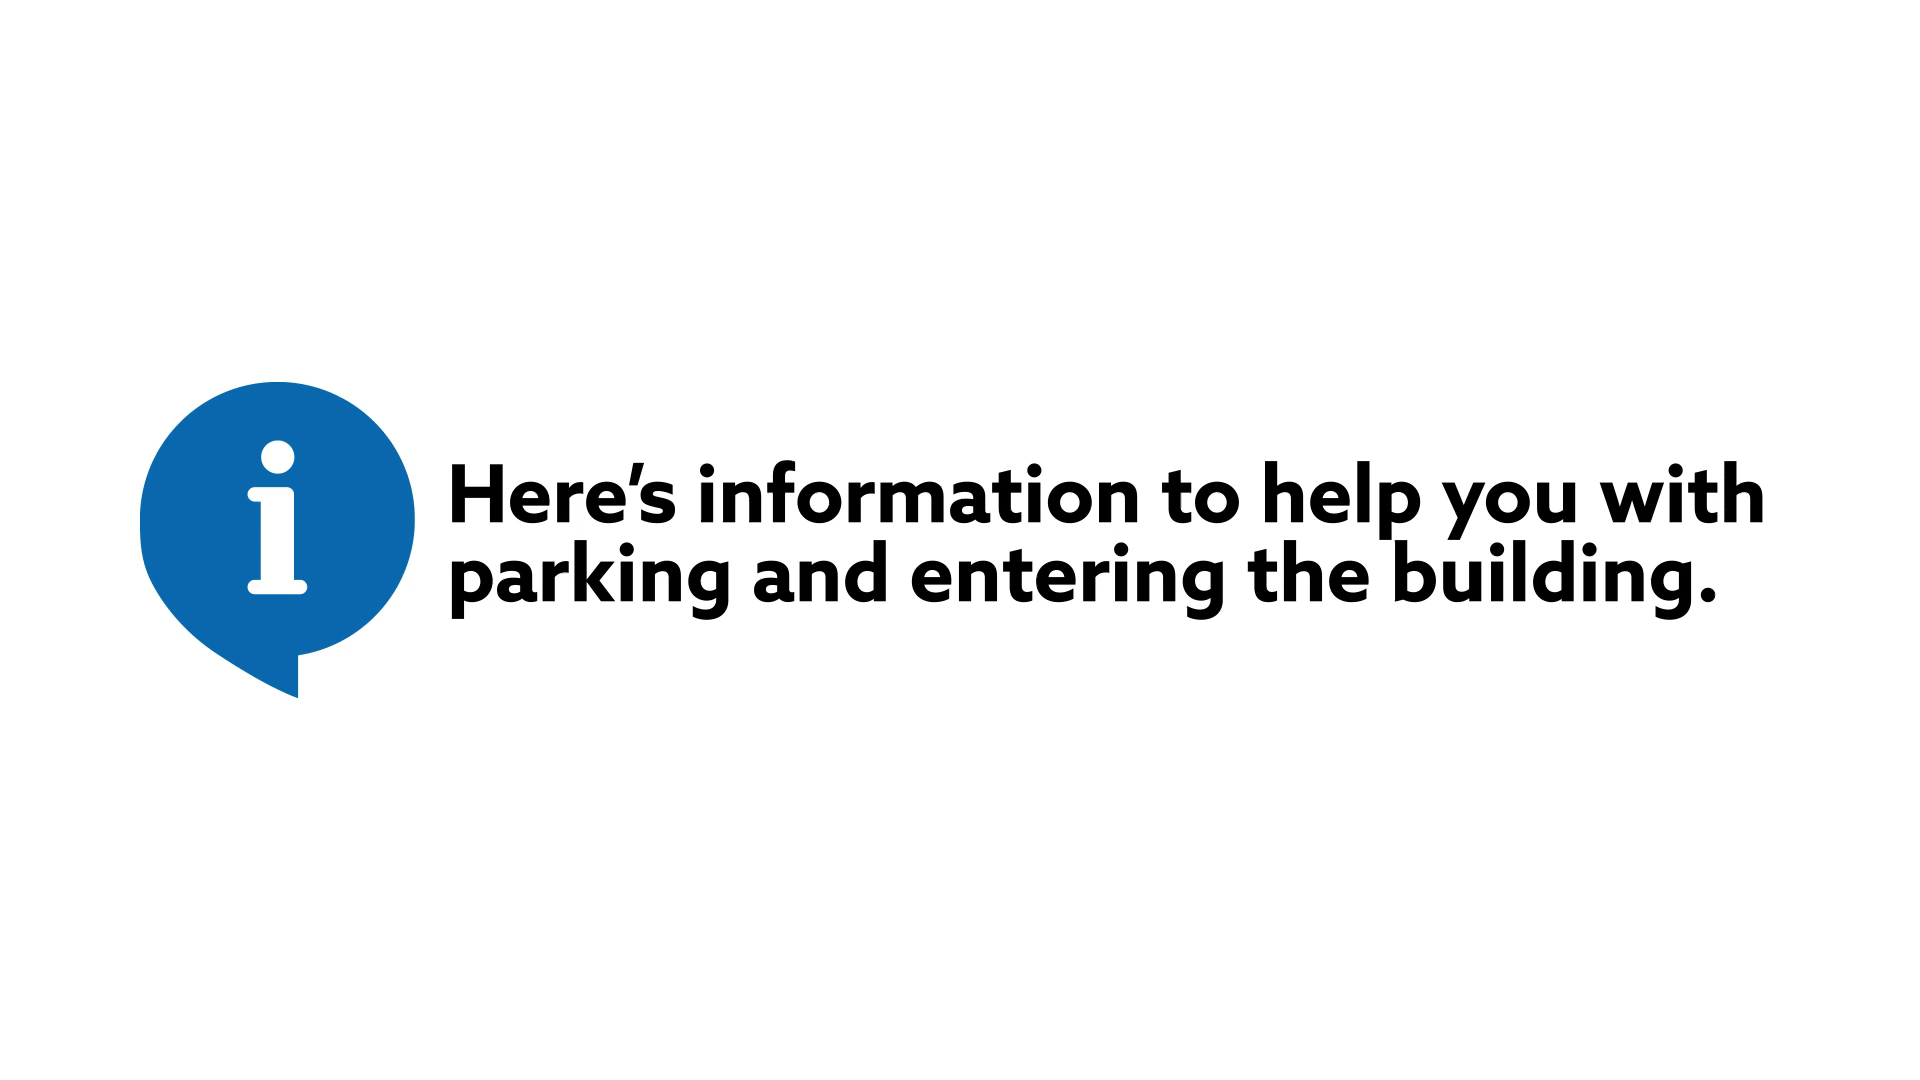 i
Here’s information to help you with
parking and entering the building.